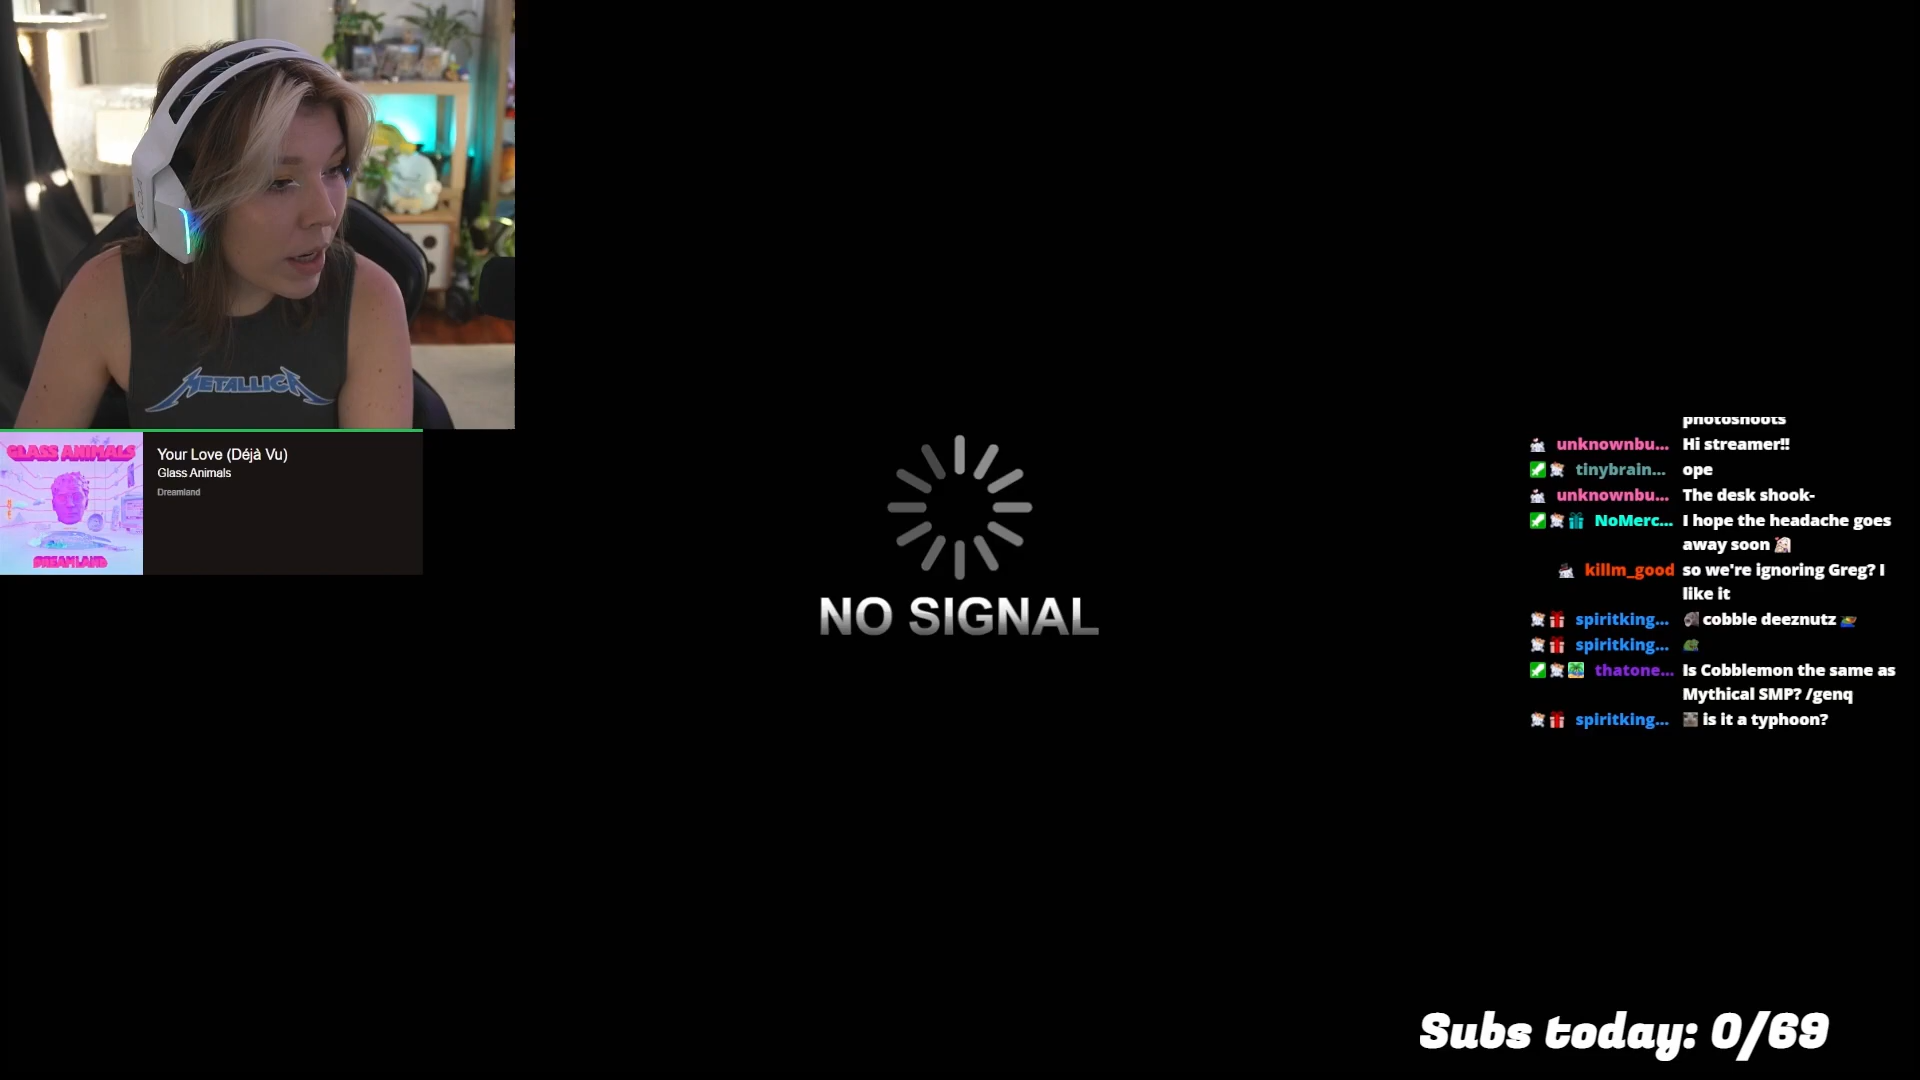 METALLICA
GLASS ANIMALS
DREAMLAND
Your Love (Déjà Vu)
Glass Animals
Dreamland
NO SIGNAL
photoshoots
unknownbu... Hi streamer!!
tinybrain... ope
unknownbu... The desk shook-
NoMerc... I hope the headache goes
away soon
killm_good so we're ignoring Greg? I
like it
spiritking... cobble deeznutz
spiritking...
thatone... Is Cobblemon the same as
Mythical SMP? /genq
spiritking... is it a typhoon?
Subs today: 0/69